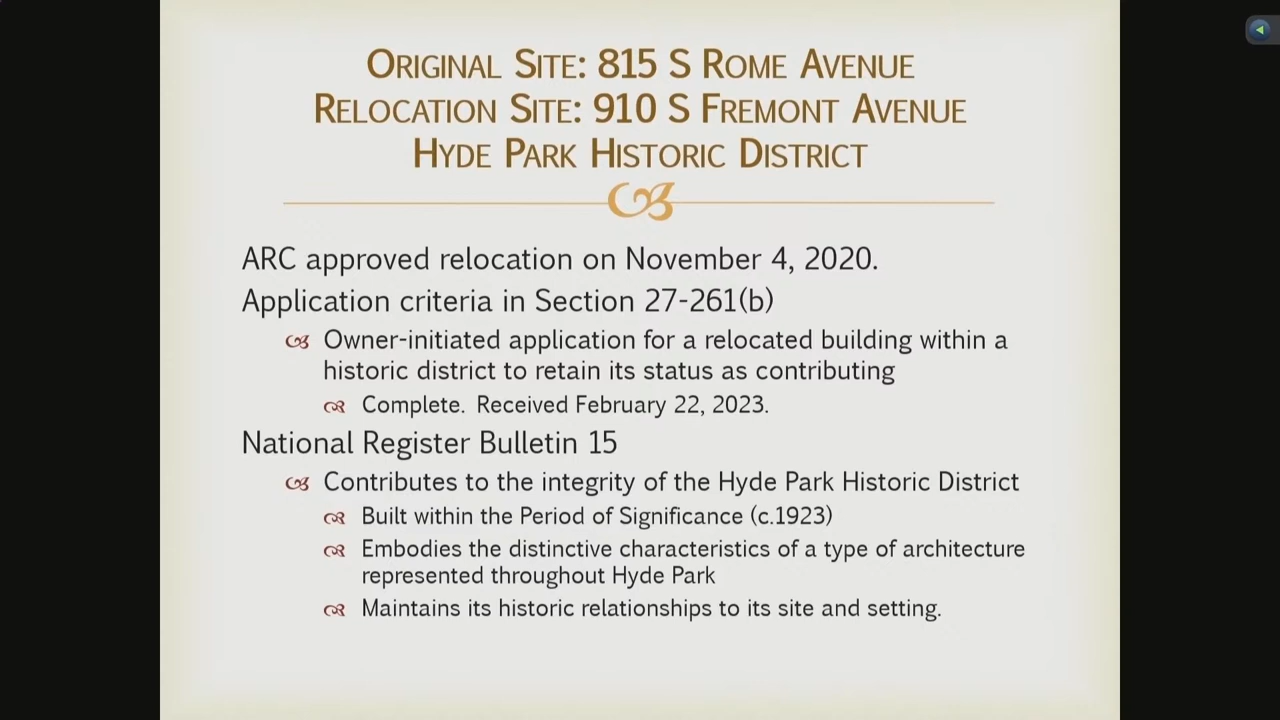 Original Site: 815 S Rome Avenue
Relocation Site: 910 S Fremont Avenue
Hyde Park Historic District
ARC approved relocation on November 4, 2020.
Application criteria in Section 27-261(b)
Owner-initiated application for a relocated building within a
historic district to retain its status as contributing
Complete. Received February 22, 2023.
National Register Bulletin 15
Contributes to the integrity of the Hyde Park Historic District
Built within the Period of Significance (c.1923)
Embodies the distinctive characteristics of a type of architecture
represented throughout Hyde Park
Maintains its historic relationships to its site and setting.